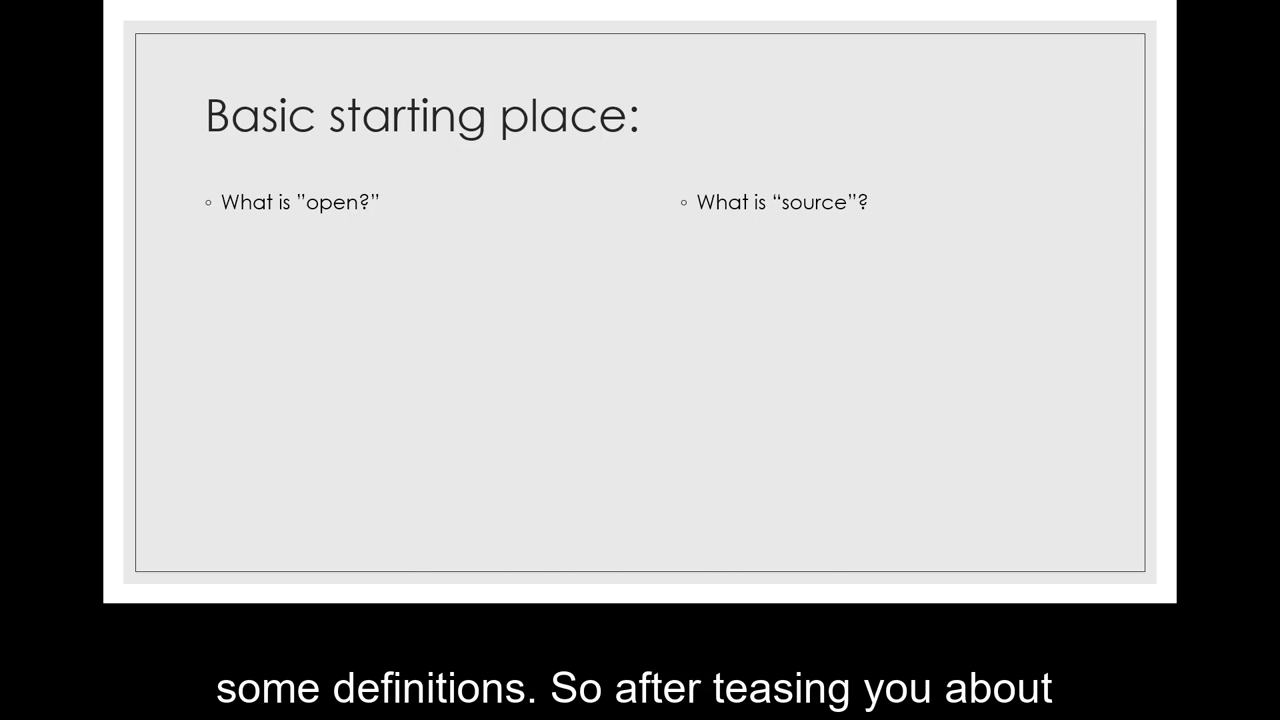 Basic starting place:
◦ What is ”open?”
◦ What is “source”?
some definitions. So after teasing you about